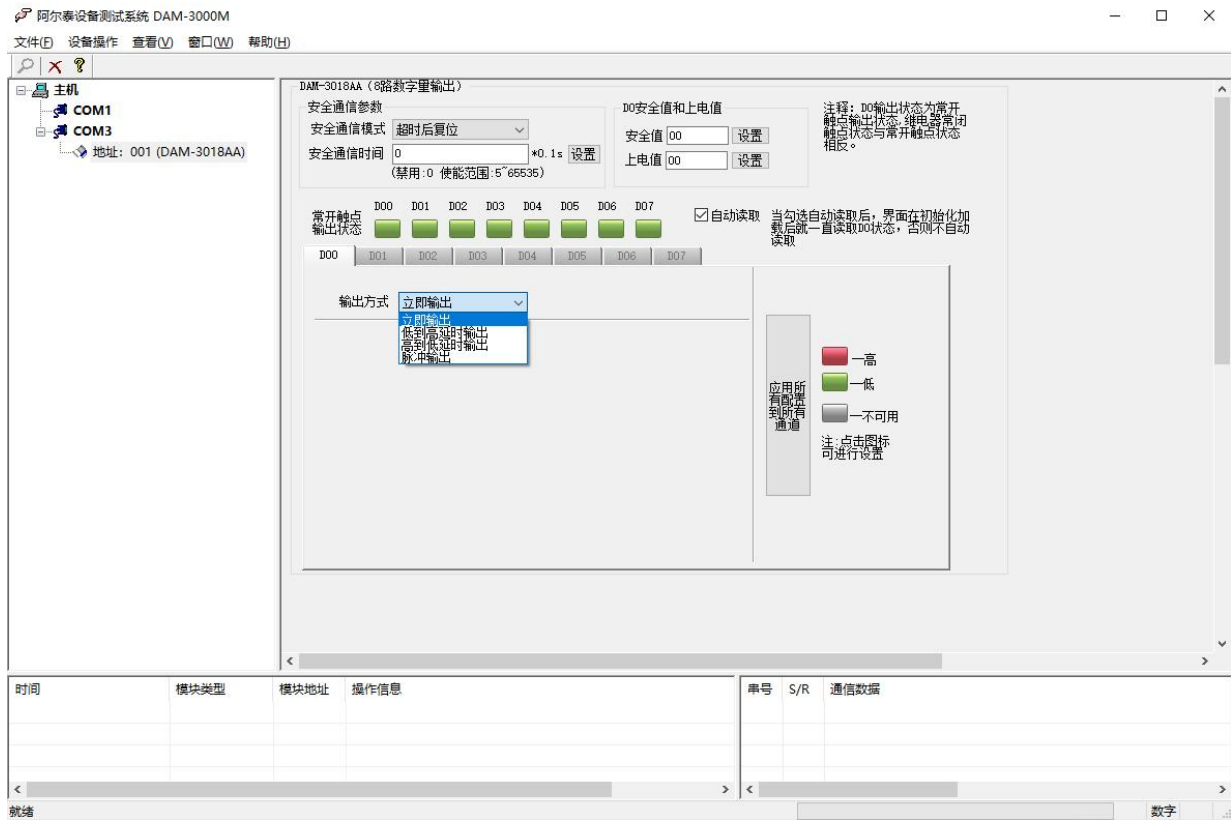 阿尔泰设备测试系统 DAM-3000M
文件(F) 设备操作 查看(V) 窗口(W) 帮助(H)
主机
COM1
COM3
地址：001 (DAM-3018AA)
DAM-3018AA（8路数字量输出）
安全通信参数
安全通信模式 超时后复位
安全通信时间 0 *0.1s 设置
(禁用:0 使能范围:5~65535)
DO安全值和上电值
安全值 00 设置
上电值 00 设置
注释：DO输出状态为常开
触点输出状态,继电器常闭
触点状态与常开触点状态
相反。
常开触点
输出状态
DO0 DO1 DO2 DO3 DO4 DO5 DO6 DO7
自动读取
当勾选自动读取后，界面在初始化加
载后就一直读取DO状态，否则不自动
读取
DO0 DO1 DO2 DO3 DO4 DO5 DO6 DO7
输出方式 立即输出
立即输出
低到高延时输出
高到低延时输出
脉冲输出
应用所
有配置
到所有
通道
—高
—低
—不可用
注:点击图标
可进行设置
时间 模块类型 模块地址 操作信息
串号 S/R 通信数据
就绪
数字